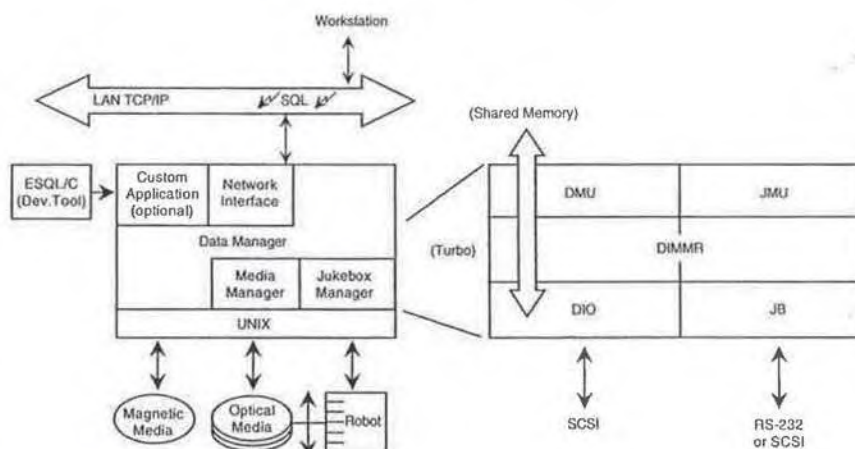 Workstation
LAN TCP/IP
SQL
(Shared Memory)
ESQL/C
(Dev.Tool)
Custom
Application
(optional)
Network
Interface
Data Manager
Media
Manager
Jukebox
Manager
UNIX
Magnetic
Media
Optical
Media
Robot
(Turbo)
DMU
JMU
DIMMR
DIO
JB
SCSI
RS-232
or SCSI